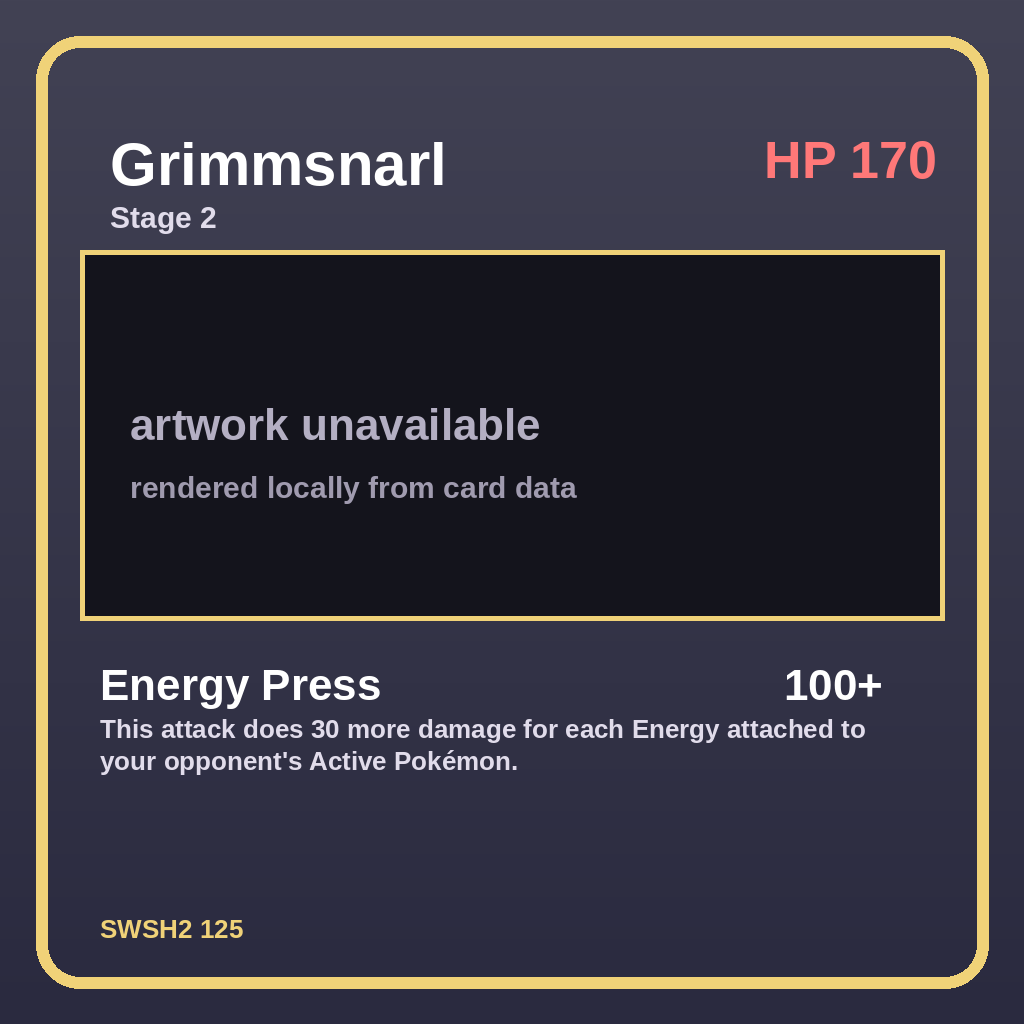 Grimmsnarl
HP 170
Stage 2
artwork unavailable
rendered locally from card data
Energy Press
100+
This attack does 30 more damage for each Energy attached to
your opponent's Active Pokémon.
SWSH2 125